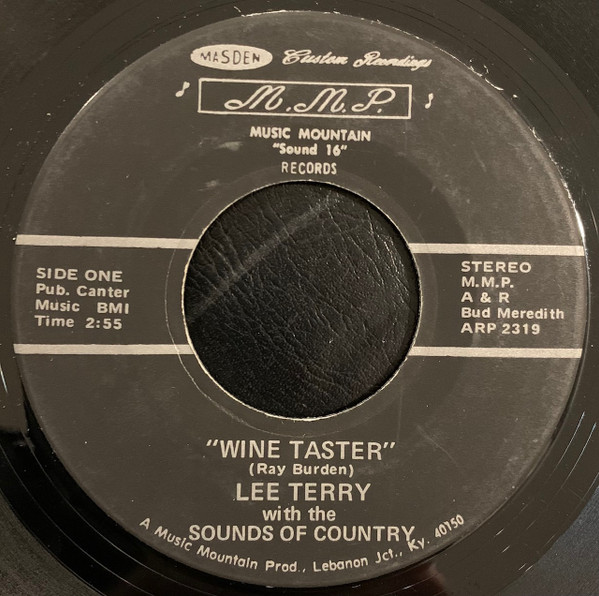 MASDEN Custom Recordings
M.M.P.
MUSIC MOUNTAIN
"Sound 16"
RECORDS
SIDE ONE
Pub. Canter
Music BMI
Time 2:55
STEREO
M.M.P.
A & R
Bud Meredith
ARP 2319
"WINE TASTER"
(Ray Burden)
LEE TERRY
with the
SOUNDS OF COUNTRY
A Music Mountain Prod., Lebanon Jct., Ky. 40150